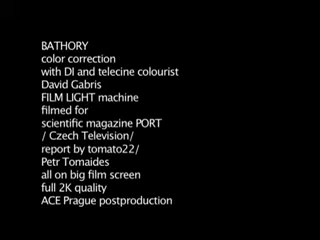 BATHORY
color correction
with DI and telecine colourist
David Gabris
FILM LIGHT machine
filmed for
scientific magazine PORT
/ Czech Television/
report by tomato22/
Petr Tomaides
all on big film screen
full 2K quality
ACE Prague postproduction